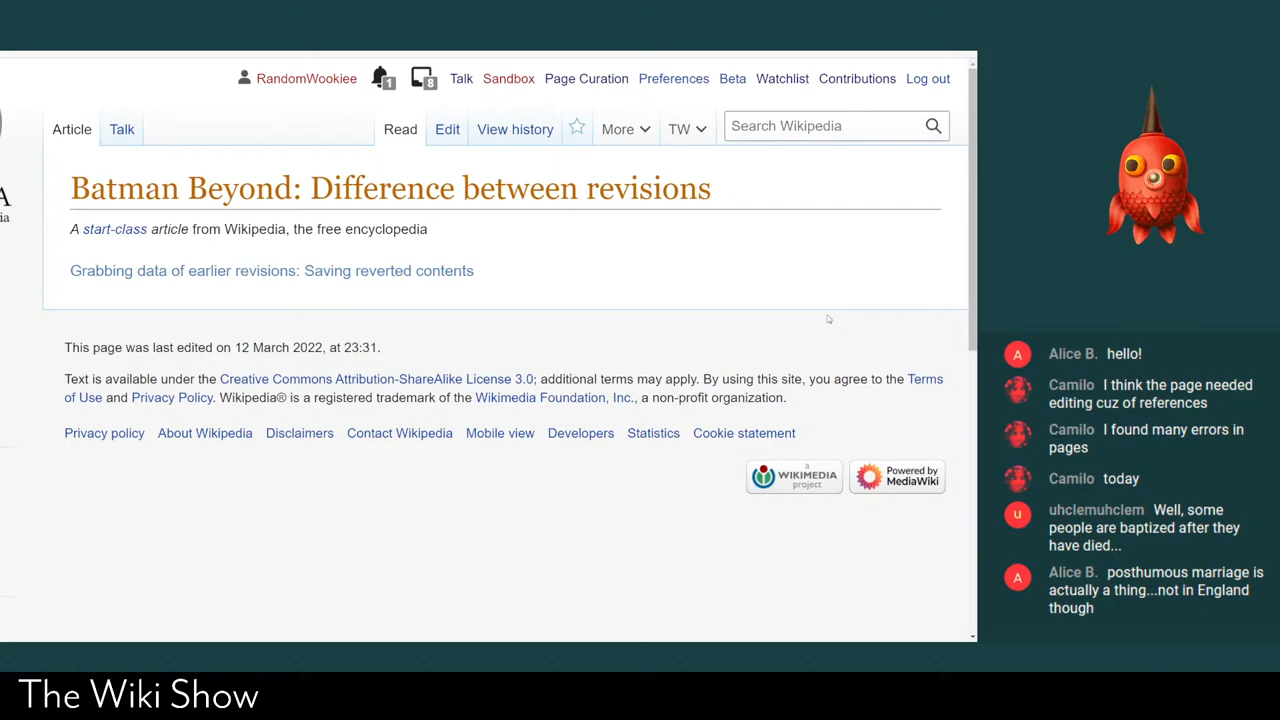 RandomWookiee 1 8 Talk Sandbox Page Curation Preferences Beta Watchlist Contributions Log out
Article Talk Read Edit View history More TW Search Wikipedia
A
ia
Batman Beyond: Difference between revisions
A start-class article from Wikipedia, the free encyclopedia
Grabbing data of earlier revisions: Saving reverted contents
This page was last edited on 12 March 2022, at 23:31.
Text is available under the Creative Commons Attribution-ShareAlike License 3.0; additional terms may apply. By using this site, you agree to the Terms
of Use and Privacy Policy. Wikipedia® is a registered trademark of the Wikimedia Foundation, Inc., a non-profit organization.
Privacy policy About Wikipedia Disclaimers Contact Wikipedia Mobile view Developers Statistics Cookie statement
a
WIKIMEDIA
project
Powered by
MediaWiki
A Alice B. hello!
Camilo I think the page needed
editing cuz of references
Camilo I found many errors in
pages
Camilo today
u uhclemuhclem Well, some
people are baptized after they
have died...
A Alice B. posthumous marriage is
actually a thing...not in England
though
The Wiki Show